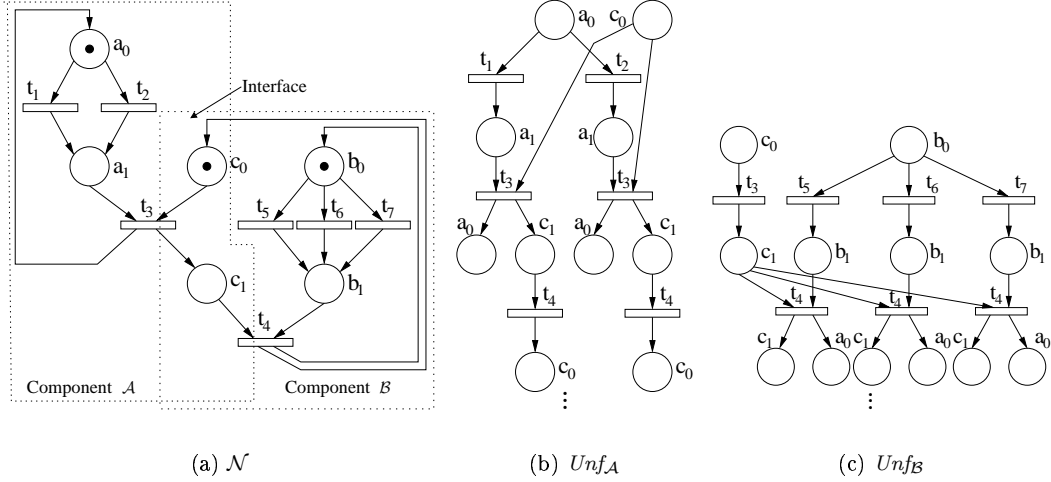 a0
t1 t2
a1
t3
Interface
c0 b0
t5 t6 t7
c1 b1
t4
Component A
Component B
(a) N
a0 c0
t1 t2
a1 a1
t3 t3
a0 c1 a0 c1
t4 t4
c0 c0
⋮
(b) UnfA
c0 b0
t3 t5 t6 t7
c1 b1 b1 b1
t4 t4 t4
c1 a0 c1 a0 c1 a0
⋮
(c) UnfB